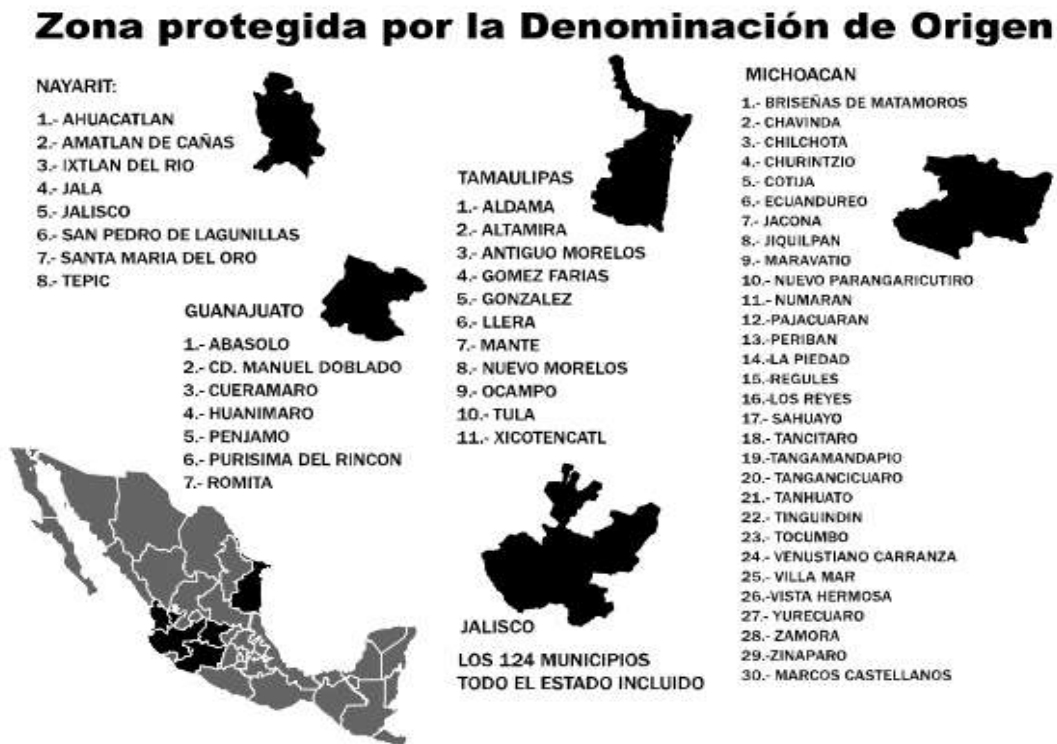 Zona protegida por la Denominación de Origen
NAYARIT:
1.- AHUACATLAN
2.- AMATLAN DE CAÑAS
3.- IXTLAN DEL RIO
4.- JALA
5.- JALISCO
6.- SAN PEDRO DE LAGUNILLAS
7.- SANTA MARIA DEL ORO
8.- TEPIC
GUANAJUATO
1.- ABASOLO
2.- CD. MANUEL DOBLADO
3.- CUERAMARO
4.- HUANIMARO
5.- PENJAMO
6.- PURISIMA DEL RINCON
7.- ROMITA
TAMAULIPAS
1.- ALDAMA
2.- ALTAMIRA
3.- ANTIGUO MORELOS
4.- GOMEZ FARIAS
5.- GONZALEZ
6.- LLERA
7.- MANTE
8.- NUEVO MORELOS
9.- OCAMPO
10.- TULA
11.- XICOTENCATL
JALISCO
LOS 124 MUNICIPIOS
TODO EL ESTADO INCLUIDO
MICHOACAN
1.- BRISEÑAS DE MATAMOROS
2.- CHAVINDA
3.- CHILCHOTA
4.- CHURINTZIO
5.- COTIJA
6.- ECUANDUREO
7.- JACONA
8.- JIQUILPAN
9.- MARAVATIO
10.- NUEVO PARANGARICUTIRO
11.- NUMARAN
12.-PAJACUARAN
13.-PERIBAN
14.-LA PIEDAD
15.-REGULES
16.-LOS REYES
17.- SAHUAYO
18.- TANCITARO
19.-TANGAMANDAPIO
20.- TANGANCICUARO
21.- TANHUATO
22.- TINGUINDIN
23.- TOCUMBO
24.- VENUSTIANO CARRANZA
25.- VILLA MAR
26.-VISTA HERMOSA
27.- YURECUARO
28.- ZAMORA
29.-ZINAPARO
30.- MARCOS CASTELLANOS